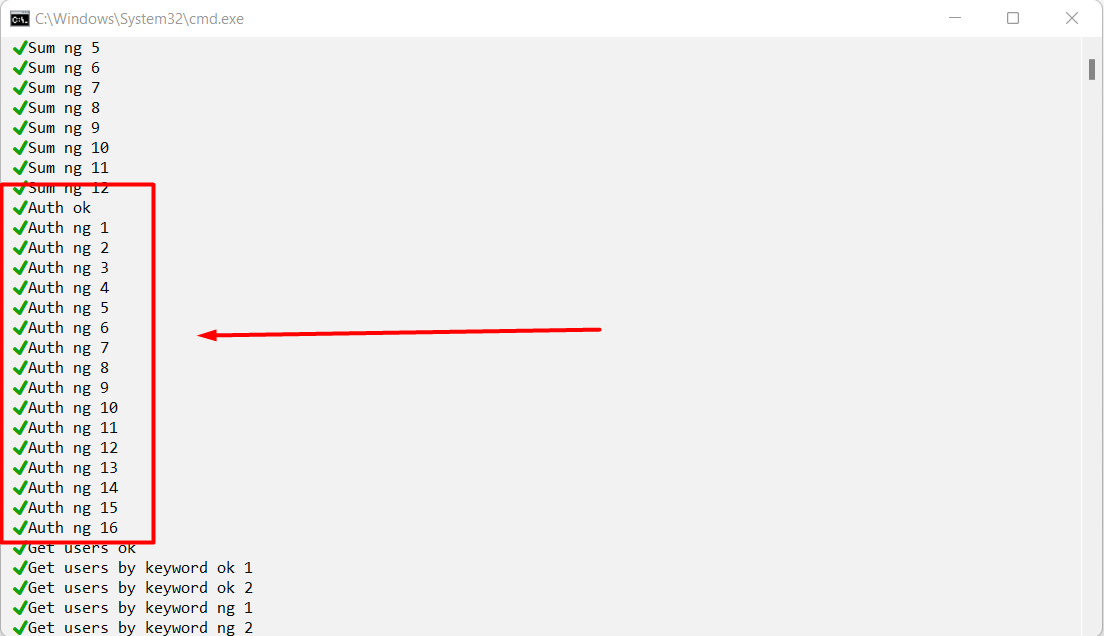 C:\Windows\System32\cmd.exe
✔Sum ng 5
✔Sum ng 6
✔Sum ng 7
✔Sum ng 8
✔Sum ng 9
✔Sum ng 10
✔Sum ng 11
✔Sum ng 12
✔Auth ok
✔Auth ng 1
✔Auth ng 2
✔Auth ng 3
✔Auth ng 4
✔Auth ng 5
✔Auth ng 6
✔Auth ng 7
✔Auth ng 8
✔Auth ng 9
✔Auth ng 10
✔Auth ng 11
✔Auth ng 12
✔Auth ng 13
✔Auth ng 14
✔Auth ng 15
✔Auth ng 16
✔Get users ok
✔Get users by keyword ok 1
✔Get users by keyword ok 2
✔Get users by keyword ng 1
✔Get users by keyword ng 2